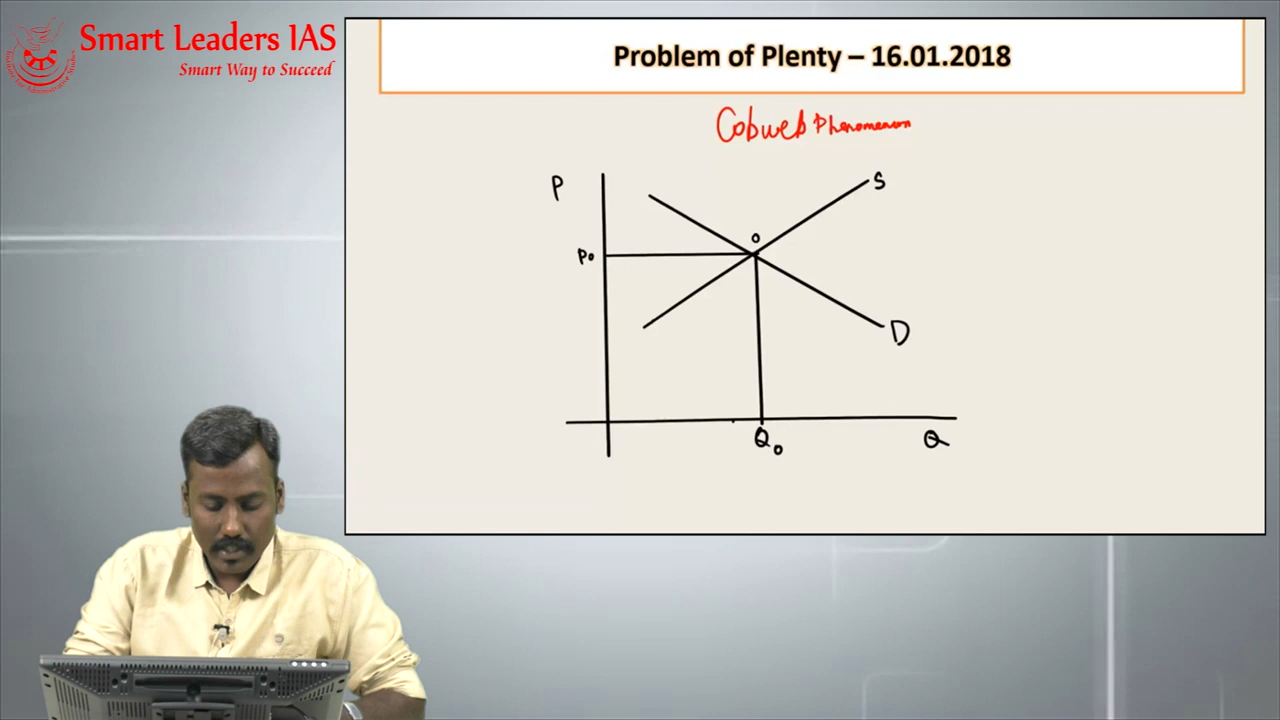 Smart Leaders IAS
Smart Way to Succeed
Problem of Plenty – 16.01.2018
Cobweb Phenomenon
P
S
O
P0
D
Q0
Q